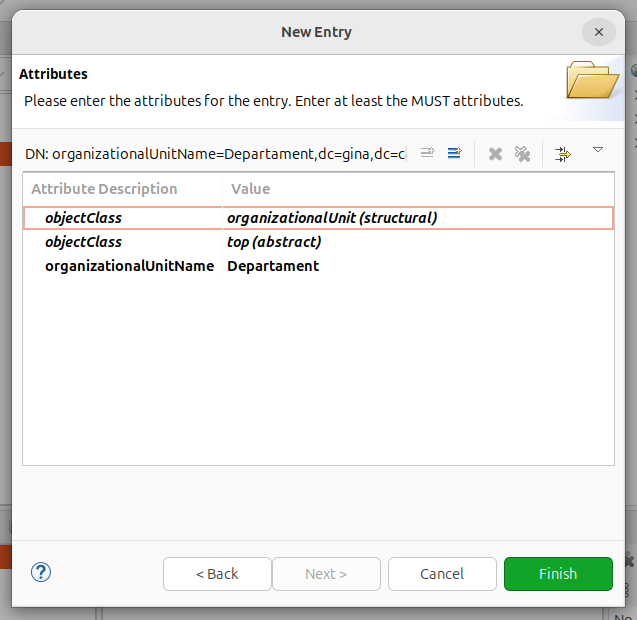 New Entry
Attributes
Please enter the attributes for the entry. Enter at least the MUST attributes.
DN: organizationalUnitName=Departament,dc=gina,dc=c
Attribute Description Value
objectClass organizationalUnit (structural)
objectClass top (abstract)
organizationalUnitName Departament
< Back Next > Cancel Finish
No